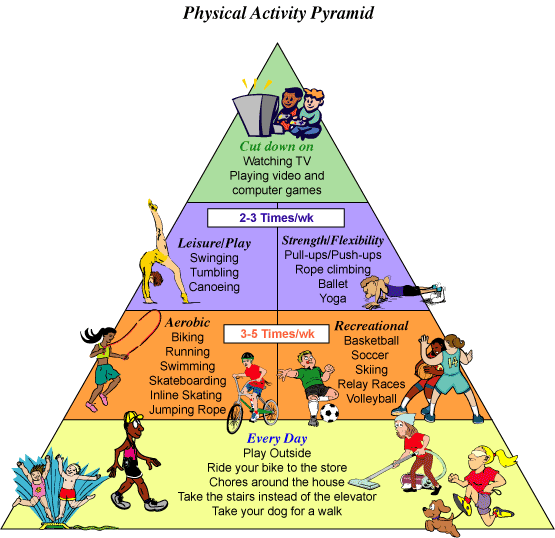 Physical Activity Pyramid
Cut down on
Watching TV
Playing video and
computer games
2-3 Times/wk
Leisure/Play
Swinging
Tumbling
Canoeing
Strength/Flexibility
Pull-ups/Push-ups
Rope climbing
Ballet
Yoga
3-5 Times/wk
Aerobic
Biking
Running
Swimming
Skateboarding
Inline Skating
Jumping Rope
Recreational
Basketball
Soccer
Skiing
Relay Races
Volleyball
Every Day
Play Outside
Ride your bike to the store
Chores around the house
Take the stairs instead of the elevator
Take your dog for a walk